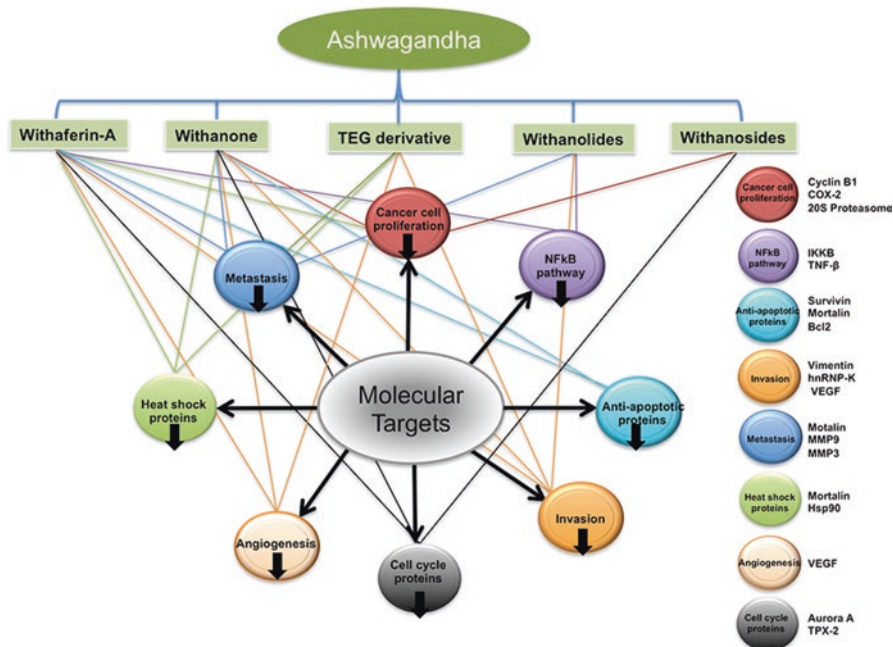 Ashwagandha
Withaferin-A
Withanone
TEG derivative
Withanolides
Withanosides
Cancer cell
proliferation
Metastasis
NFkB
pathway
Heat shock
proteins
Molecular
Targets
Anti-apoptotic
proteins
Angiogenesis
Cell cycle
proteins
Invasion
Cancer cell
proliferation
Cyclin B1
COX-2
20S Proteasome
NFkB
pathway
IKKB
TNF-β
Anti-apoptotic
proteins
Survivin
Mortalin
Bcl2
Invasion
Vimentin
hnRNP-K
VEGF
Metastasis
Motalin
MMP9
MMP3
Heat shock
proteins
Mortalin
Hsp90
Angiogenesis
VEGF
Cell cycle
proteins
Aurora A
TPX-2